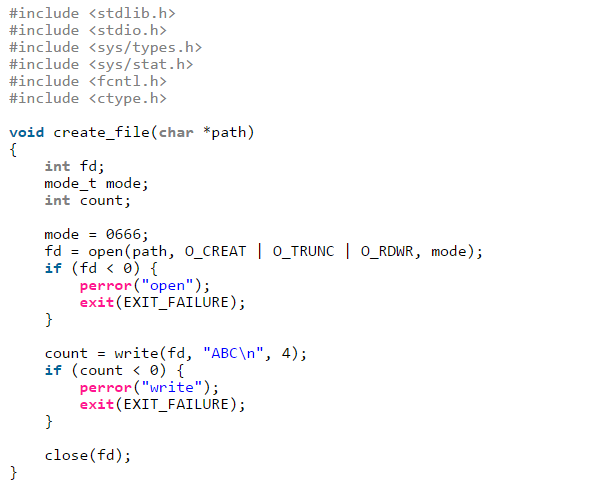 #include <stdlib.h>
#include <stdio.h>
#include <sys/types.h>
#include <sys/stat.h>
#include <fcntl.h>
#include <ctype.h>

void create_file(char *path)
{
    int fd;
    mode_t mode;
    int count;

    mode = 0666;
    fd = open(path, O_CREAT | O_TRUNC | O_RDWR, mode);
    if (fd < 0) {
        perror("open");
        exit(EXIT_FAILURE);
    }

    count = write(fd, "ABC\n", 4);
    if (count < 0) {
        perror("write");
        exit(EXIT_FAILURE);
    }

    close(fd);
}